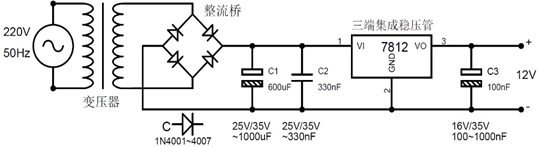 220V
50Hz
变压器
整流桥
C
1N4001~4007
C1
600uF
25V/35V
~1000uF
C2
330nF
25V/35V
~330nF
三端集成稳压管
7812
1
VI
VO
3
GND
2
C3
100nF
16V/35V
100~1000nF
+
12V
-